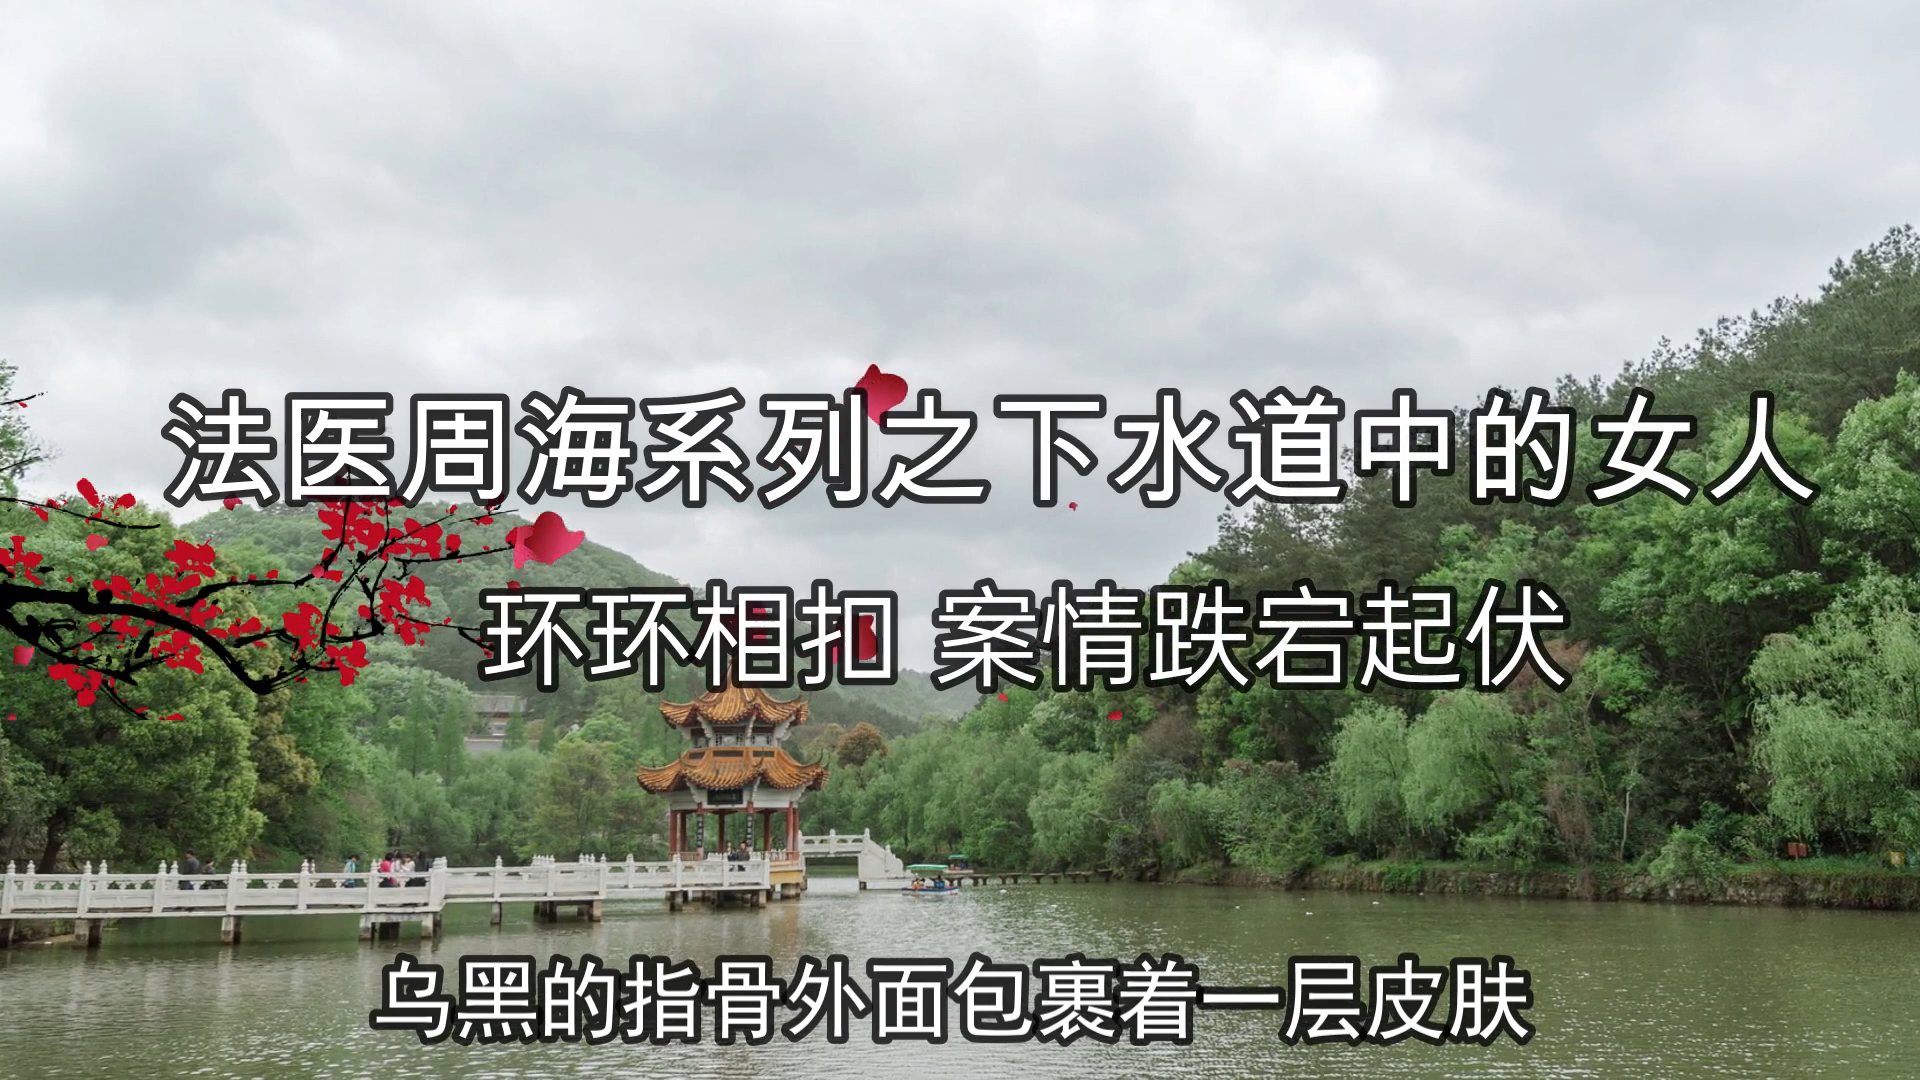 法医周海系列之下水道中的女人
环环相扣 案情跌宕起伏
乌黑的指骨外面包裹着一层皮肤